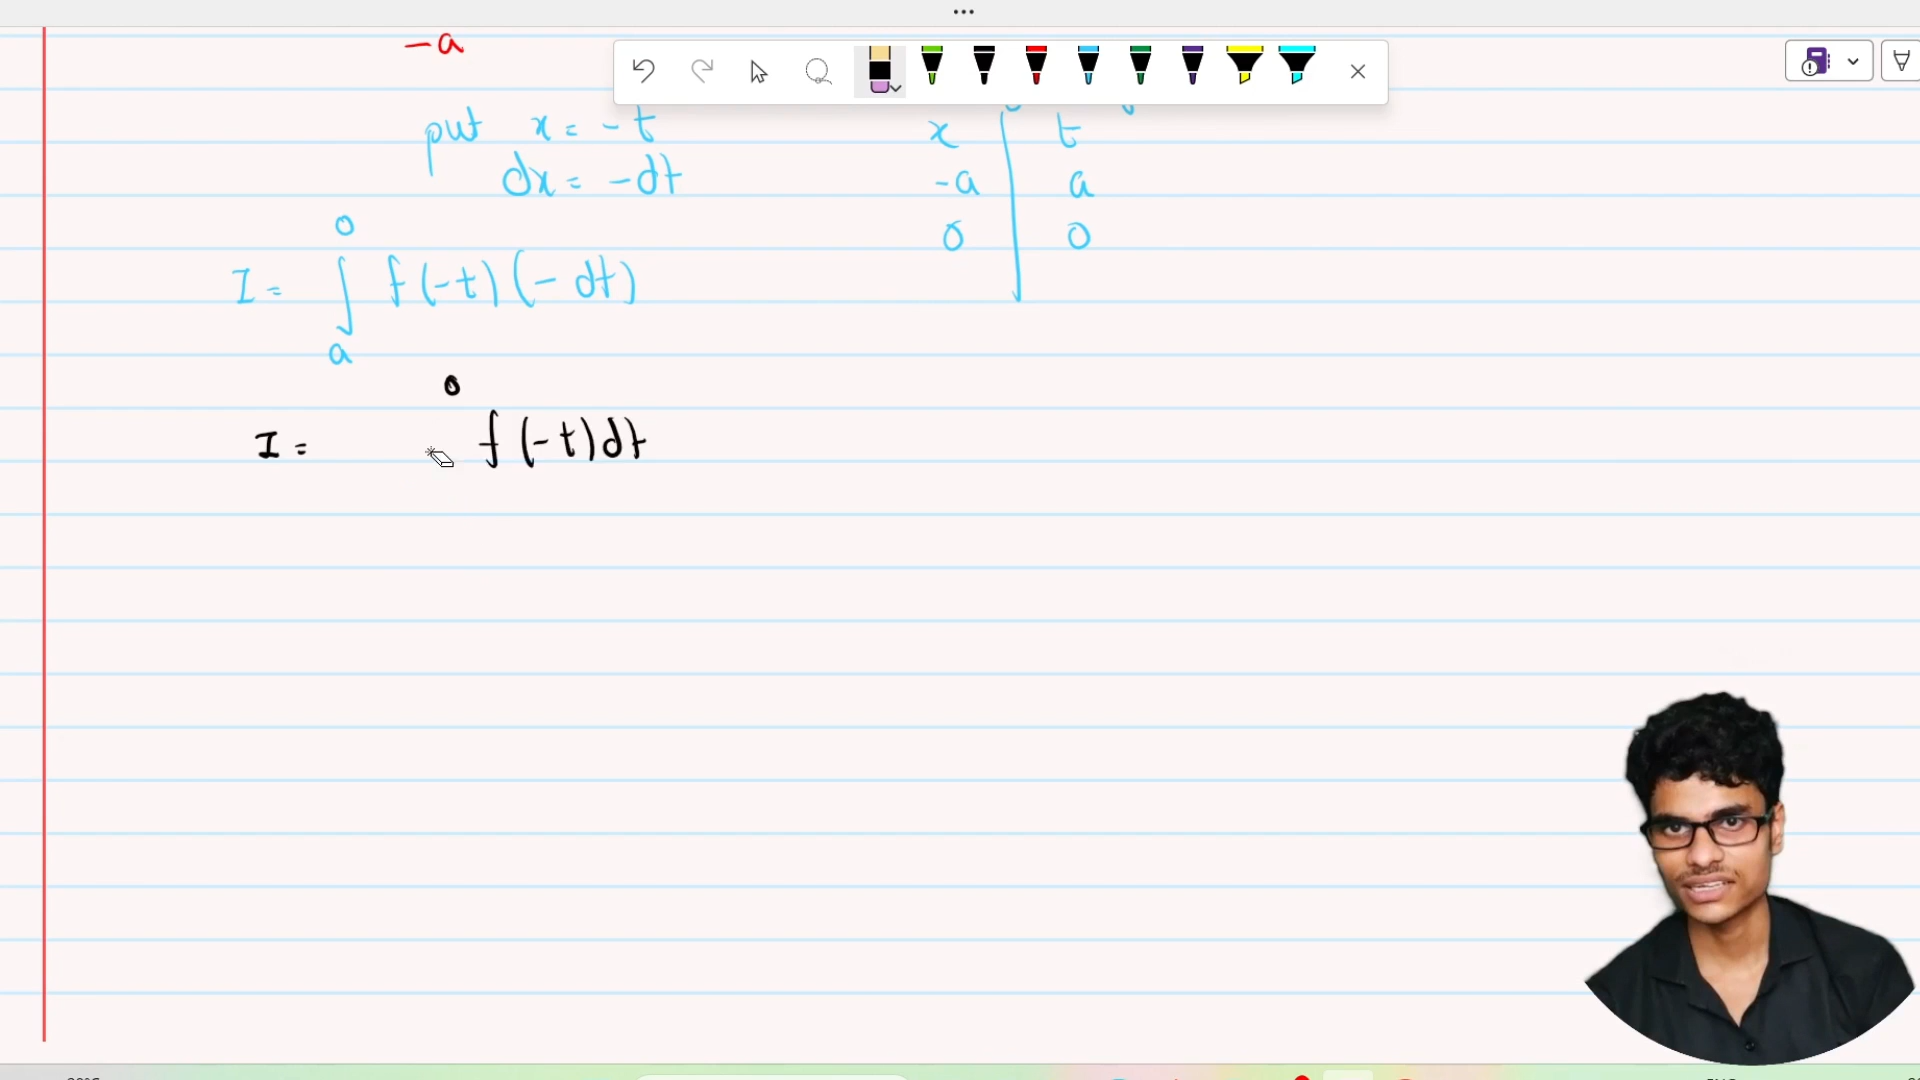 -a
put x = -t
dx = -dt
x t
-a a
0 0
0
I = ∫ f(-t)(-dt)
a
0
I = f(-t)dt